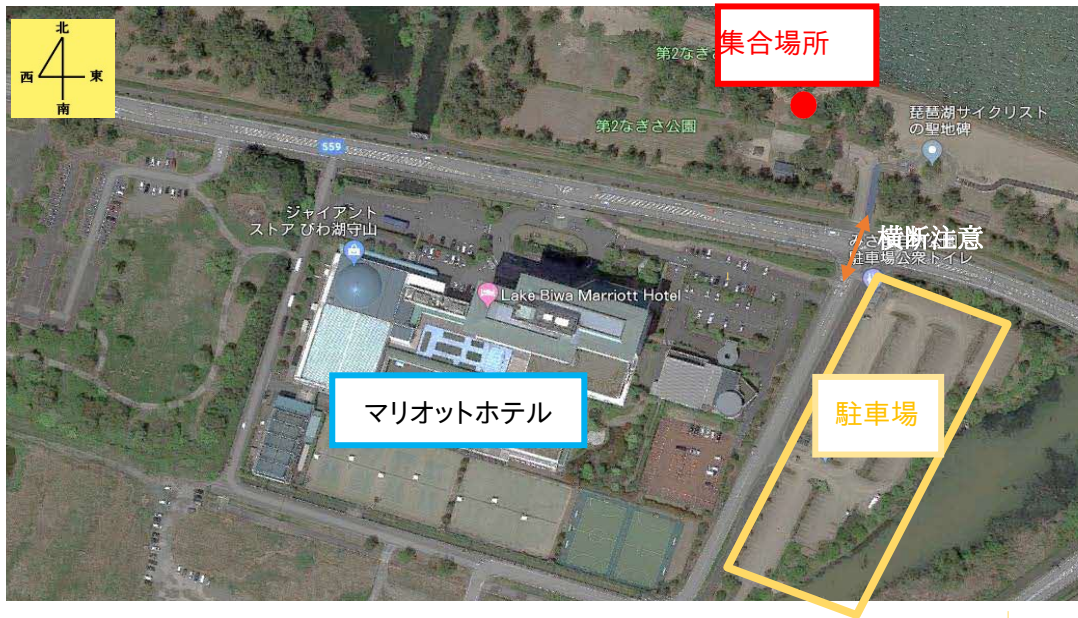 北
西 東
南
集合場所
第2なぎさ
第2なぎさ公園
琵琶湖サイクリスト
の聖地碑
559
ジャイアント
ストア びわ湖守山
横断注意
駐車場公衆トイレ
Lake Biwa Marriott Hotel
マリオットホテル
駐車場